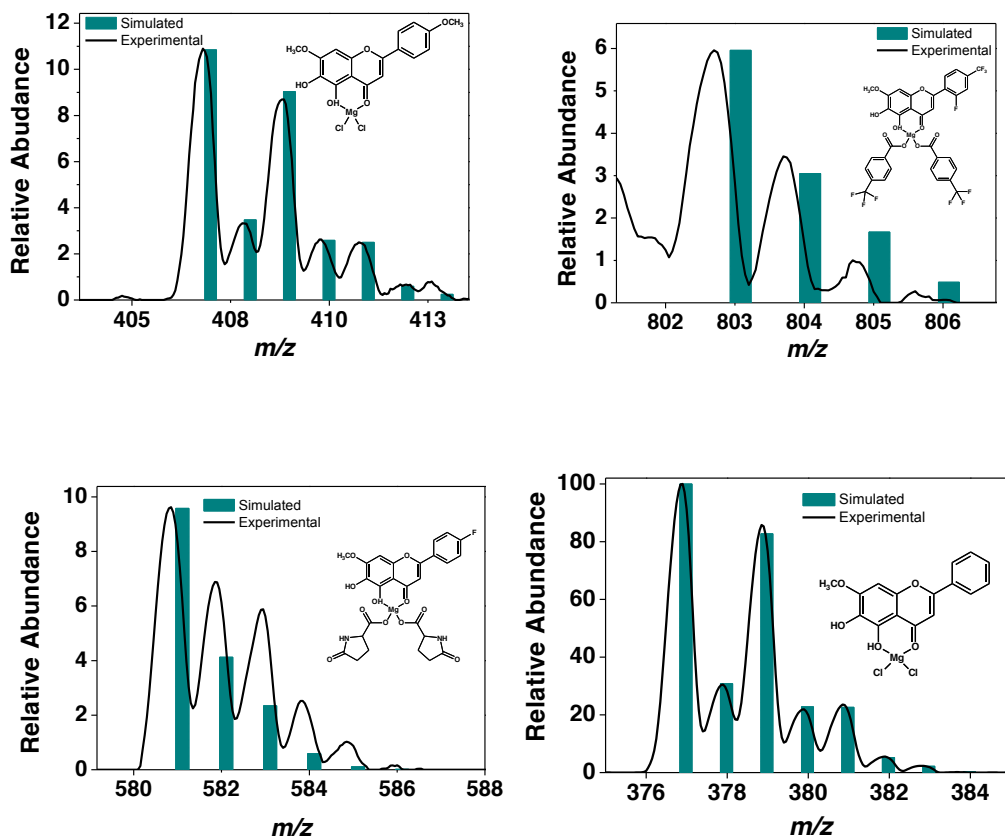 Simulated
Experimental
Relative Abudance
12
10
8
6
4
2
0
405
408
410
413
m/z
OCH₃
H₃CO
O
HO
OH
O
Mg
Cl
Cl
Simulated
Experimental
Relative Abundance
6
5
4
3
2
1
0
802
803
804
805
806
m/z
CF₃
H₃CO
O
F
HO
OH
O
Mg
O
O
O
O
F
F
F
F
F
F
Simulated
Experimental
Relative Abundance
10
8
6
4
2
0
580
582
584
586
588
m/z
F
H₃CO
O
HO
OH
O
Mg
O
O
O
O
HN
NH
O
O
Simulated
Experimental
Relative Abundance
100
80
60
40
20
0
376
378
380
382
384
m/z
H₃CO
O
HO
HO
O
Mg
Cl
Cl